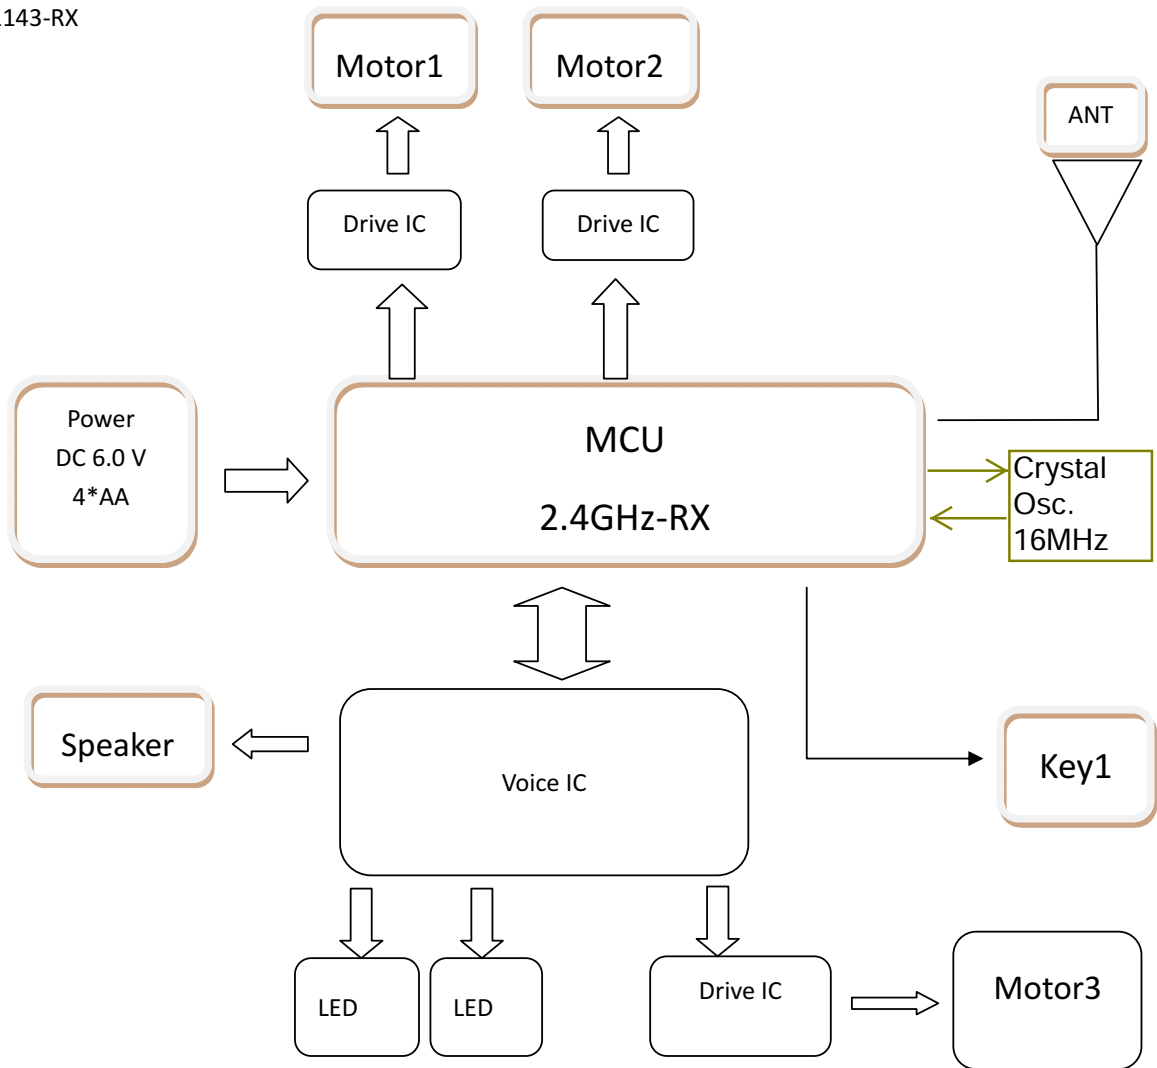 143-RX
Motor1
Motor2
ANT
Drive IC
Drive IC
Power
DC 6.0 V
4*AA
MCU
2.4GHz-RX
Crystal
Osc.
16MHz
Speaker
Voice IC
Key1
LED
LED
Drive IC
Motor3